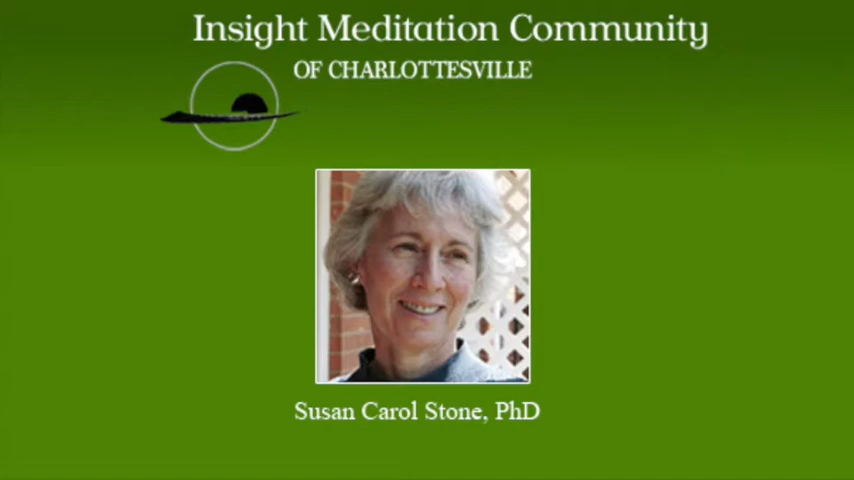 Insight Meditation Community
OF CHARLOTTESVILLE
Susan Carol Stone, PhD